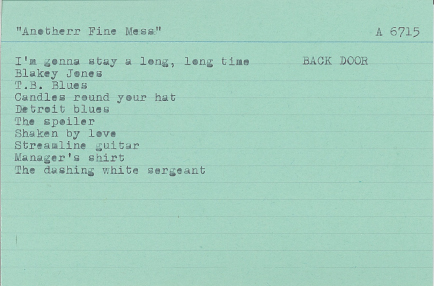 "Anotherr Fine Mess" A 6715
I'm gonna stay a long, long time BACK DOOR
Blakey Jones
T.B. Blues
Candles round your hat
Detroit blues
The spoiler
Shaken by love
Streamline guitar
Manager's shirt
The dashing white sergeant